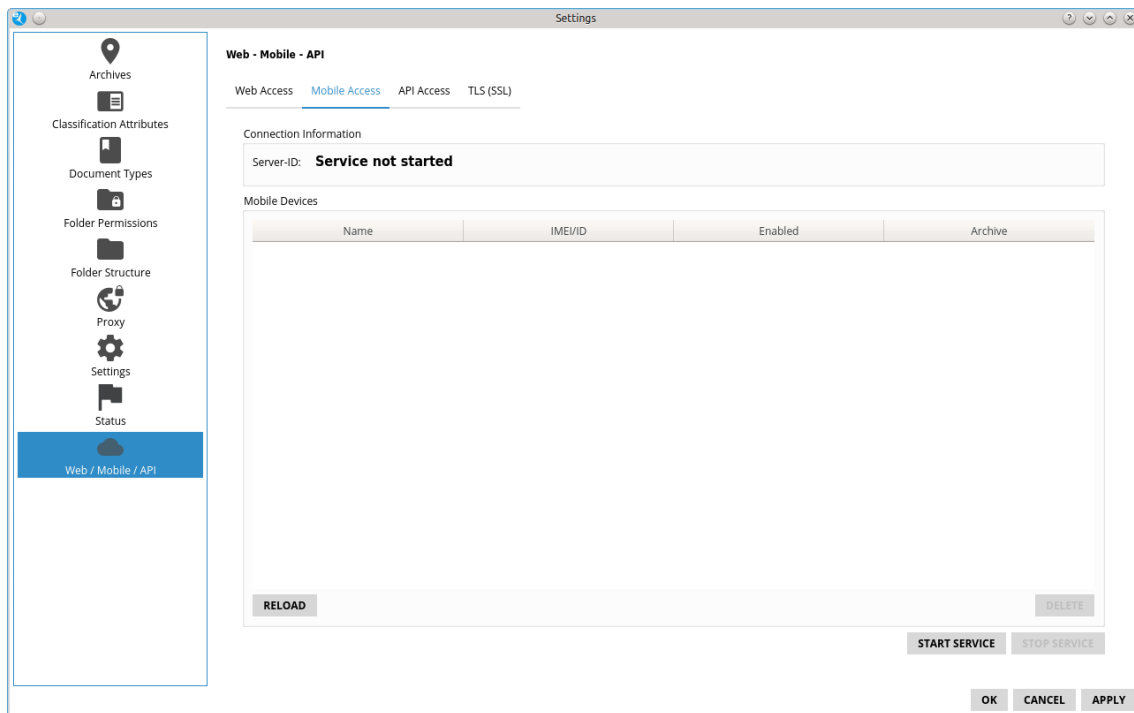 Settings
Archives
Classification Attributes
Document Types
Folder Permissions
Folder Structure
Proxy
Settings
Status
Web / Mobile / API
Web - Mobile - API
Web Access Mobile Access API Access TLS (SSL)
Connection Information
Server-ID: Service not started
Mobile Devices
Name IMEI/ID Enabled Archive
RELOAD DELETE
START SERVICE STOP SERVICE
OK CANCEL APPLY